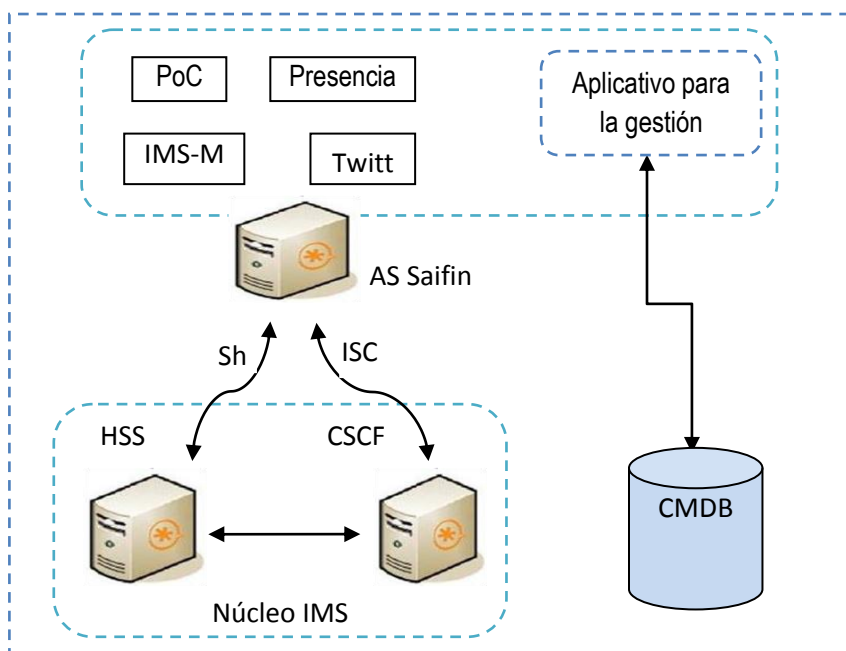 PoC
Presencia
Aplicativo para
la gestión
IMS-M
Twitt
AS Saifin
Sh
ISC
HSS
CSCF
CMDB
Núcleo IMS